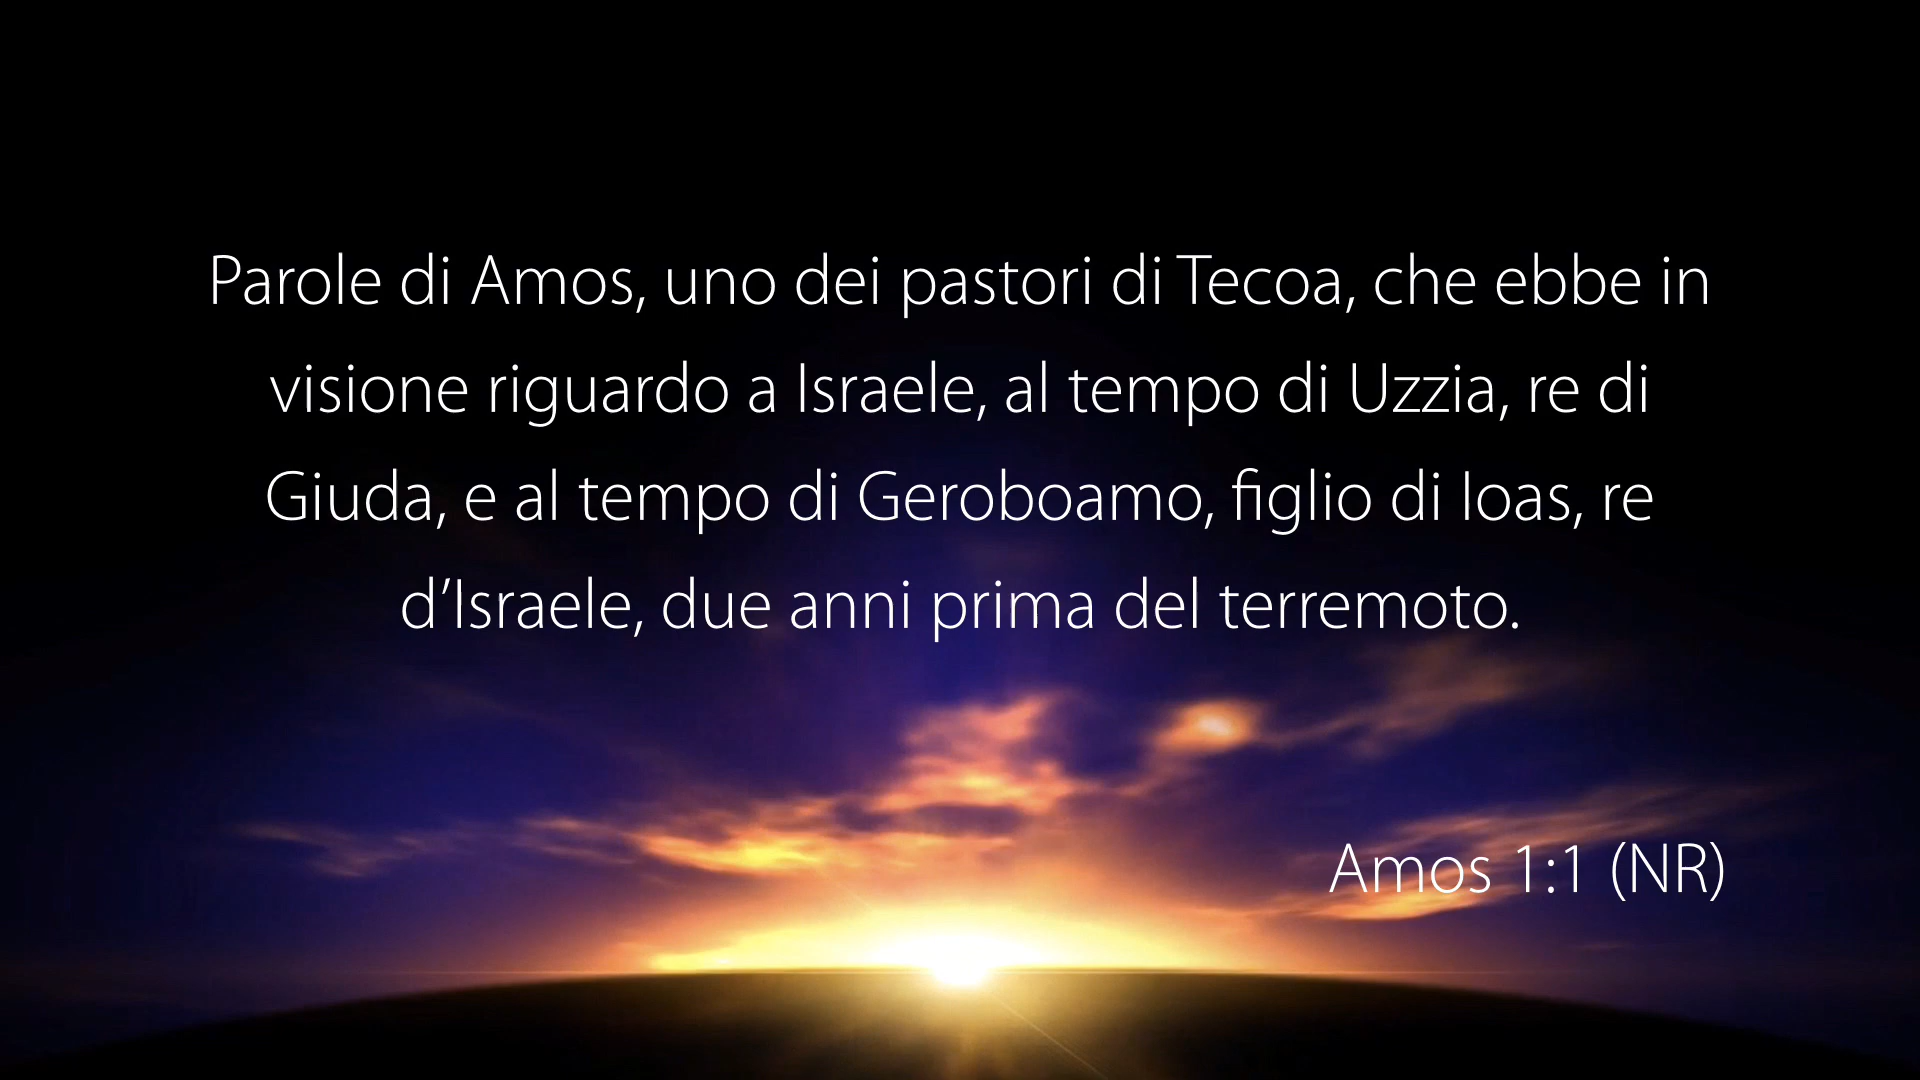 Parole di Amos, uno dei pastori di Tecoa, che ebbe in
visione riguardo a Israele, al tempo di Uzzia, re di
Giuda, e al tempo di Geroboamo, figlio di Ioas, re
d’Israele, due anni prima del terremoto.
Amos 1:1 (NR)